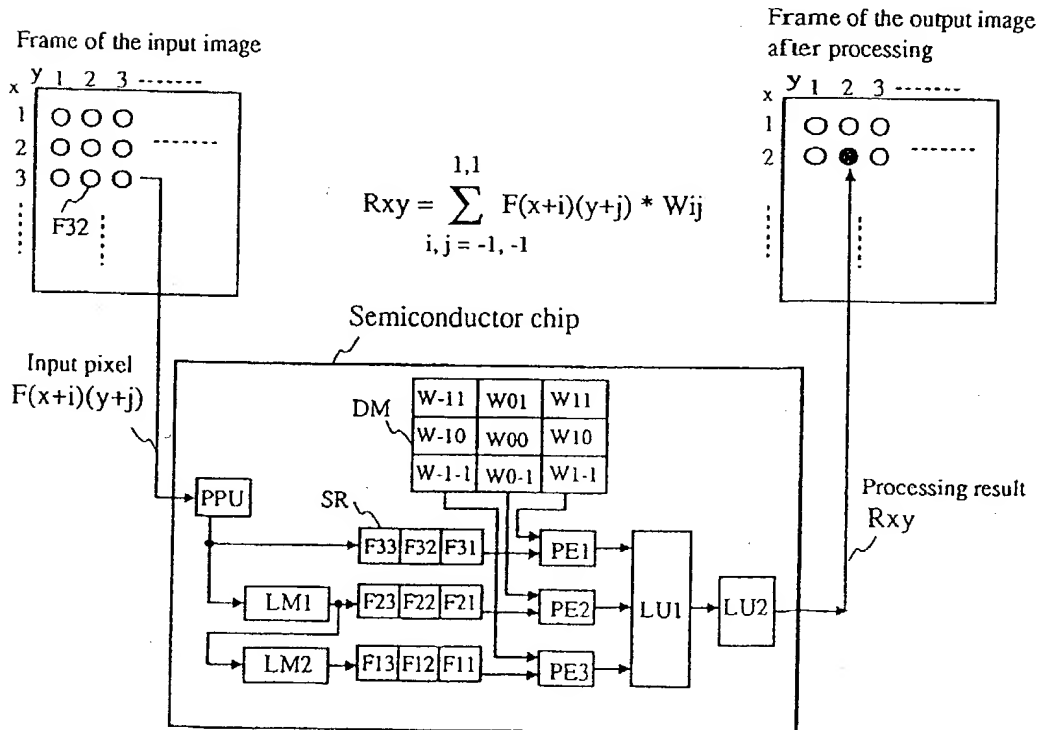 Frame of the input image
y 1 2 3
x
1
2
3
F32
Frame of the output image
after processing
y 1 2 3
x
1
2
Rxy = ∑ F(x+i)(y+j) * Wij
1,1
i, j = -1, -1
Semiconductor chip
Input pixel
F(x+i)(y+j)
DM
W-11 W01 W11
W-10 W00 W10
W-1-1 W0-1 W1-1
PPU
SR
F33 F32 F31
PE1
LM1
F23 F22 F21
PE2
LU1
LU2
LM2
F13 F12 F11
PE3
Processing result
Rxy